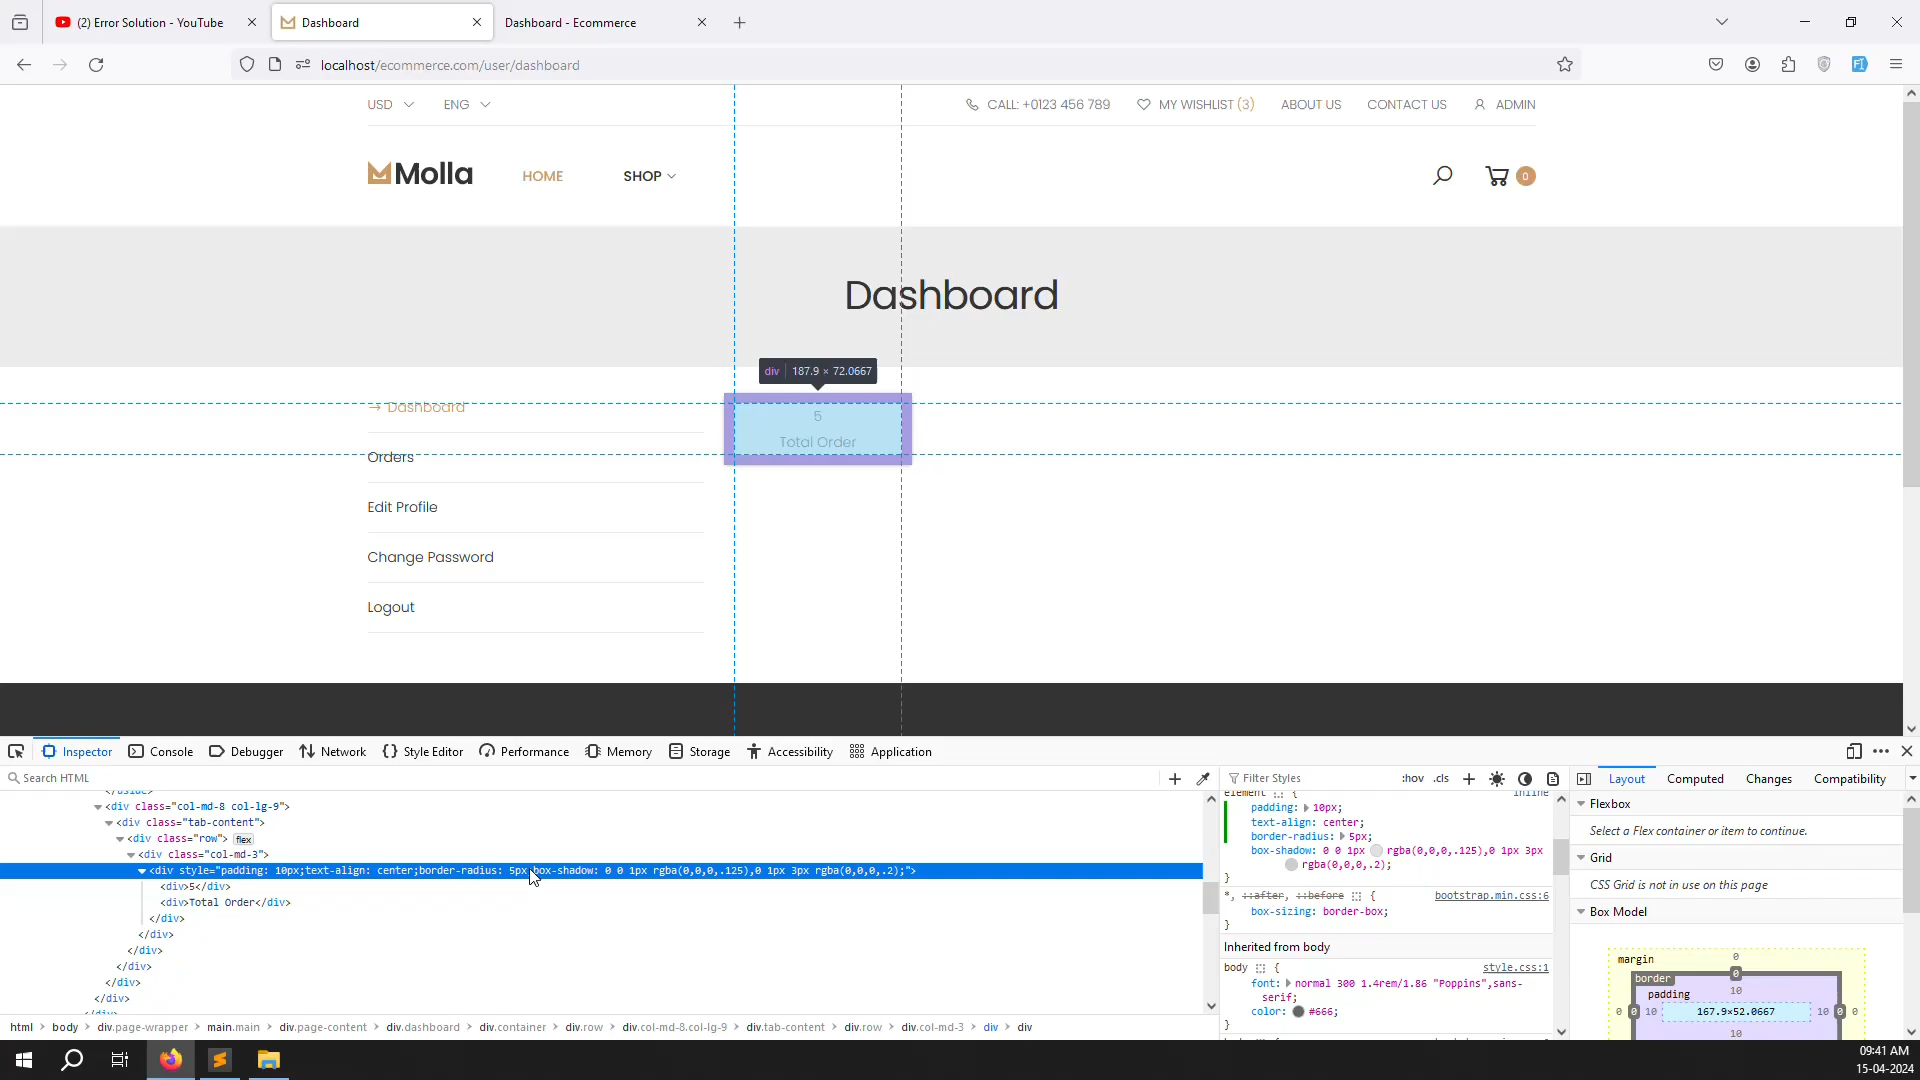 (2) Error Solution - YouTube
Dashboard
Dashboard - Ecommerce
localhost/ecommerce.com/user/dashboard
USD
ENG
CALL: +0123 456 789
MY WISHLIST (3)
ABOUT US
CONTACT US
ADMIN
Molla
HOME
SHOP
0
Dashboard
div 187.9 × 72.0667
→ Dashboard
5
Total Order
Orders
Edit Profile
Change Password
Logout
Inspector
Console
Debugger
Network
Style Editor
Performance
Memory
Storage
Accessibility
Application
Search HTML
Filter Styles
:hov .cls
Layout
Computed
Changes
Compatibility
</aside>
<div class="col-md-8 col-lg-9">
<div class="tab-content">
<div class="row"> flex
<div class="col-md-3">
<div style="padding: 10px;text-align: center;border-radius: 5px;box-shadow: 0 0 1px rgba(0,0,0,.125),0 1px 3px rgba(0,0,0,.2);">
<div>5</div>
<div>Total Order</div>
</div>
</div>
</div>
</div>
</div>
</div>
element { inline
padding: 10px;
text-align: center;
border-radius: 5px;
box-shadow: 0 0 1px rgba(0,0,0,.125),0 1px 3px
rgba(0,0,0,.2);
}
*, ::after, ::before { bootstrap.min.css:6
box-sizing: border-box;
}
Inherited from body
body { style.css:1
font: normal 300 1.4rem/1.86 "Poppins",sans-
serif;
color: #666;
}
Flexbox
Select a Flex container or item to continue.
Grid
CSS Grid is not in use on this page
Box Model
margin
0
border
0
padding
10
0 0 10 167.9×52.0667 10 0 0
10
html > body > div.page-wrapper > main.main > div.page-content > div.dashboard > div.container > div.row > div.col-md-8.col-lg-9 > div.tab-content > div.row > div.col-md-3 > div > div
09:41 AM
15-04-2024